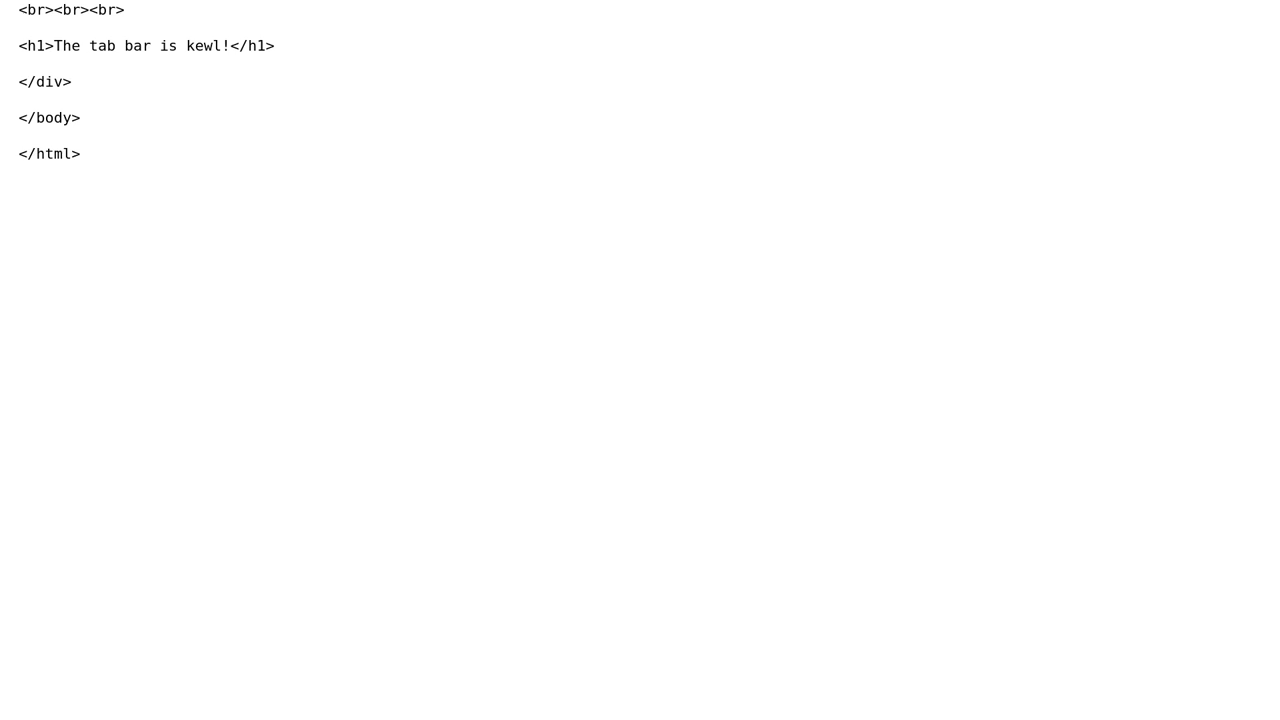 <br><br><br>
<h1>The tab bar is kewl!</h1>
</div>
</body>
</html>